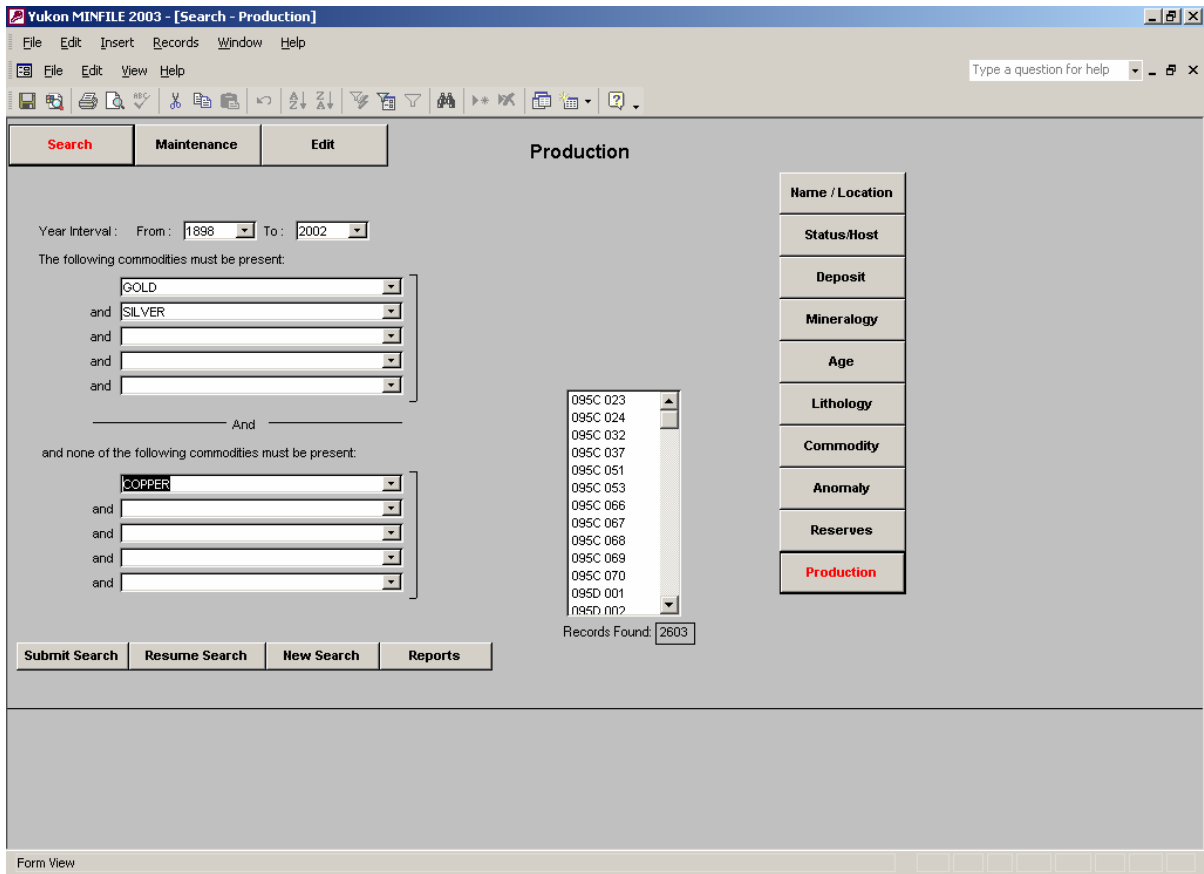 Yukon MINFILE 2003 - [Search - Production]
File Edit Insert Records Window Help
File Edit View Help
Type a question for help
Search Maintenance Edit
Production
Name / Location
Year Interval : From : 1898 To : 2002
Status/Host
The following commodities must be present:
GOLD
Deposit
and SILVER
Mineralogy
and
and
Age
and
095C 023
Lithology
095C 024
And
095C 032
and none of the following commodities must be present:
095C 037
Commodity
095C 051
COPPER
095C 053
Anomaly
and
095C 066
095C 067
and
095C 068
Reserves
and
095C 069
095C 070
Production
and
095D 001
095D 002
Records Found: 2603
Submit Search Resume Search New Search Reports
Form View